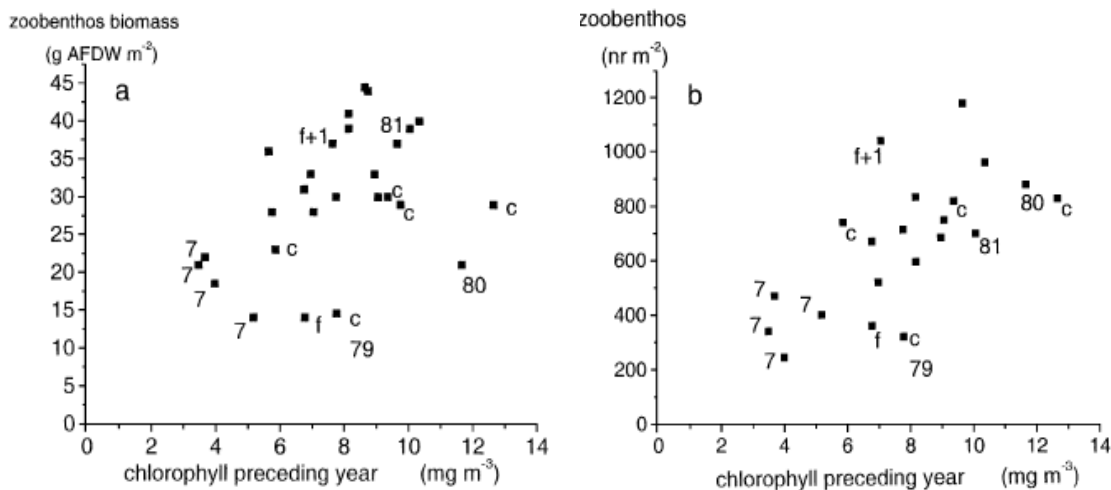 zoobenthos biomass
(g AFDW m-2)
a
45
40
35
30
25
20
15
10
5
0
0 2 4 6 8 10 12 14
chlorophyll preceding year (mg m-3)
f+1
81
c
c
c
c
7
7
7
7
f
c
79
80
zoobenthos
(nr m-2)
b
1200
1000
800
600
400
200
0
0 2 4 6 8 10 12 14
chlorophyll preceding year (mg m-3)
f+1
80
c
c
c
81
7
7
7
7
f
c
79